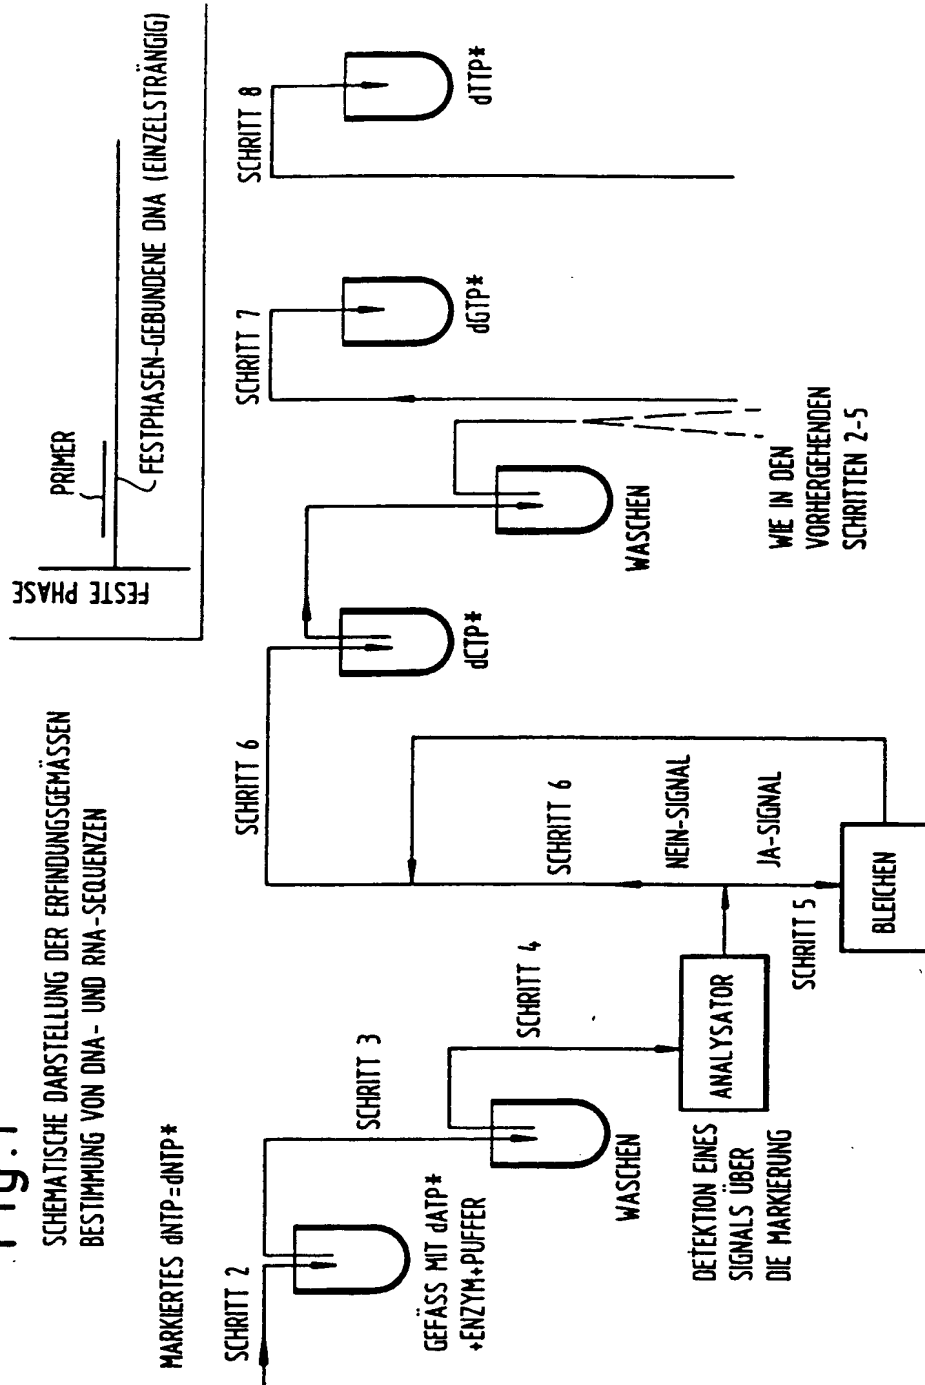 Fig.1
SCHEMATISCHE DARSTELLUNG DER ERFINDUNGSGEMÄSSEN
BESTIMMUNG VON DNA- UND RNA-SEQUENZEN
FESTE PHASE
PRIMER
FESTPHASEN-GEBUNDENE DNA (EINZELSTRÄNGIG)
MARKIERTES dNTP=dNTP*
SCHRITT 2
GEFÄSS MIT dATP*
+ENZYM+PUFFER
SCHRITT 3
WASCHEN
SCHRITT 4
ANALYSATOR
DETEKTION EINES
SIGNALS ÜBER
DIE MARKIERUNG
SCHRITT 5
BLEICHEN
JA-SIGNAL
NEIN-SIGNAL
SCHRITT 6
SCHRITT 6
dCTP*
WASCHEN
WIE IN DEN
VORHERGEHENDEN
SCHRITTEN 2-5
SCHRITT 7
dGTP*
SCHRITT 8
dTTP*